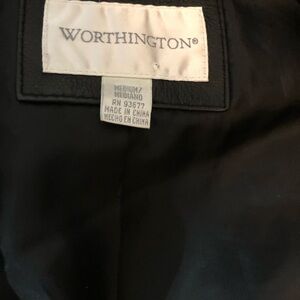 WORTHINGTON®
MEDIUM/
MEDIANO
RN 93677
MADE IN CHINA
HECHO EN CHINA